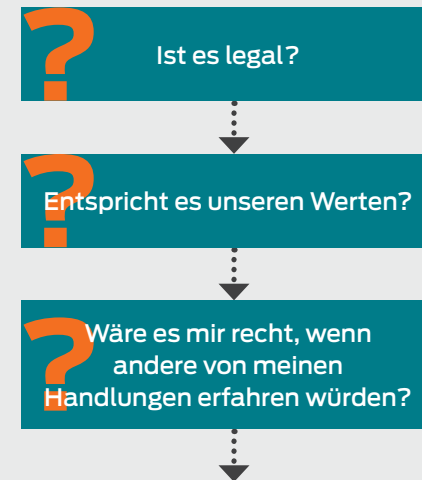 ? Ist es legal?
? Entspricht es unseren Werten?
? Wäre es mir recht, wenn
andere von meinen
Handlungen erfahren würden?